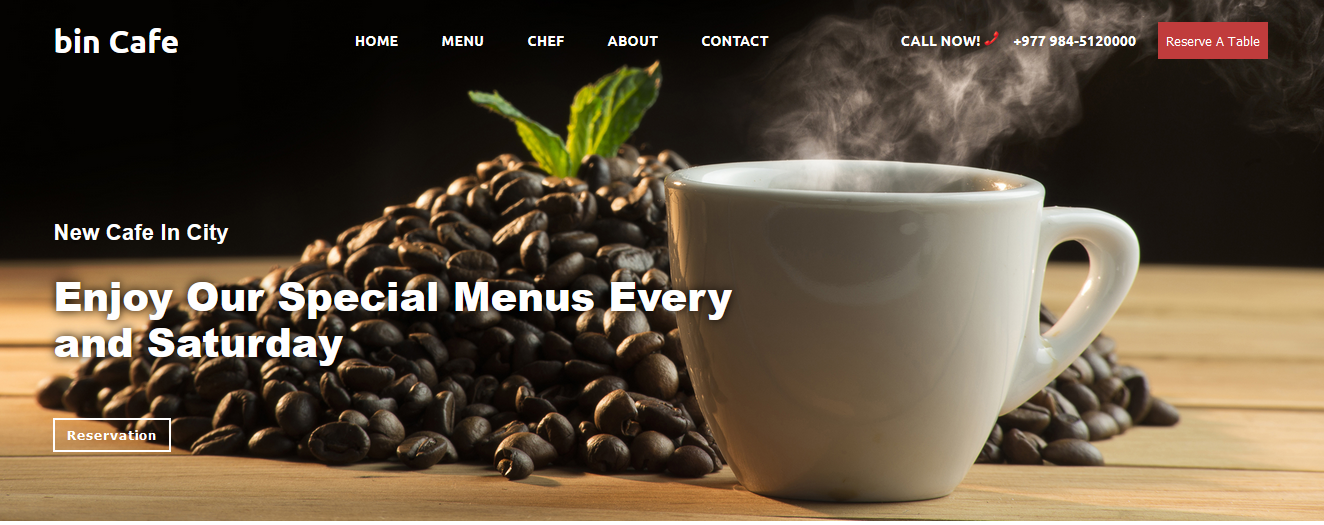 bin Cafe
HOME MENU CHEF ABOUT CONTACT
CALL NOW! +977 984-5120000
Reserve A Table
New Cafe In City
Enjoy Our Special Menus Every
and Saturday
Reservation